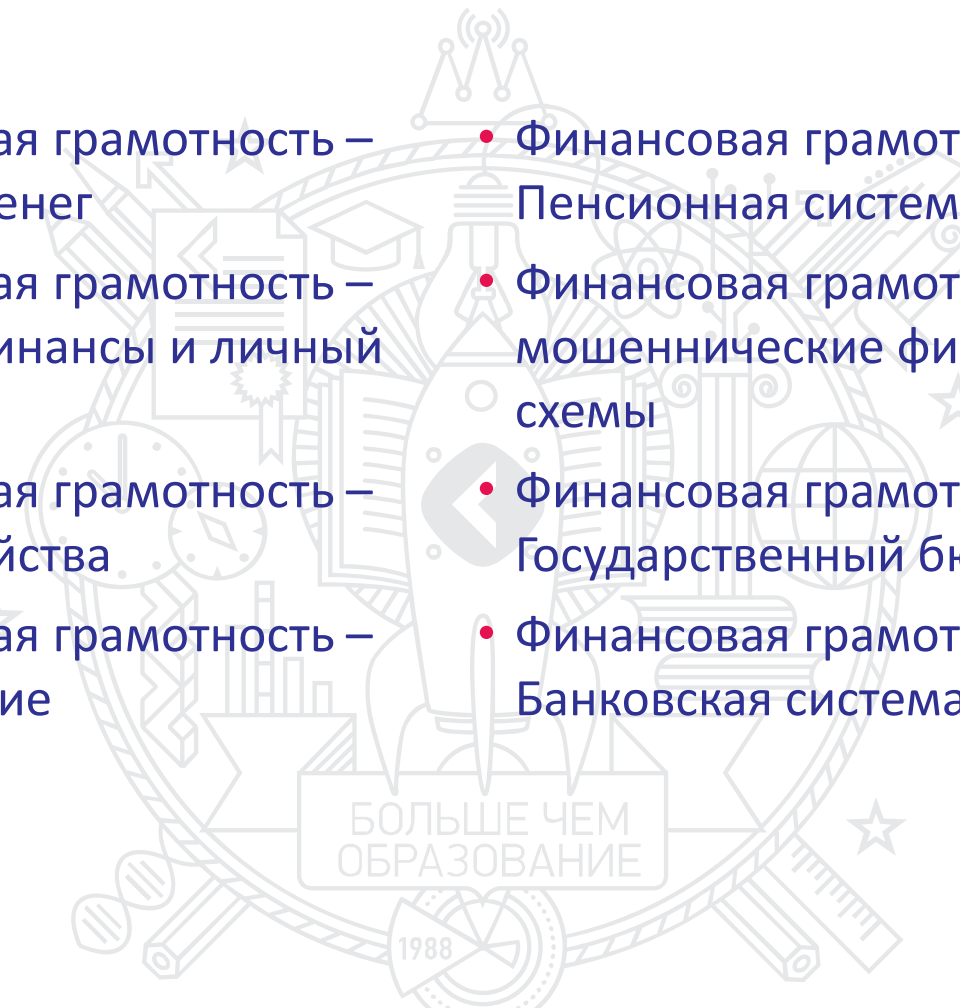 ая грамотность –
енег
ая грамотность –
инансы и личный
ая грамотность –
йства
ая грамотность –
ие
• Финансовая грамот
Пенсионная систем
• Финансовая грамот
мошеннические фи
схемы
• Финансовая грамот
Государственный бю
• Финансовая грамот
Банковская система
БОЛЬШЕ ЧЕМ
ОБРАЗОВАНИЕ
1988